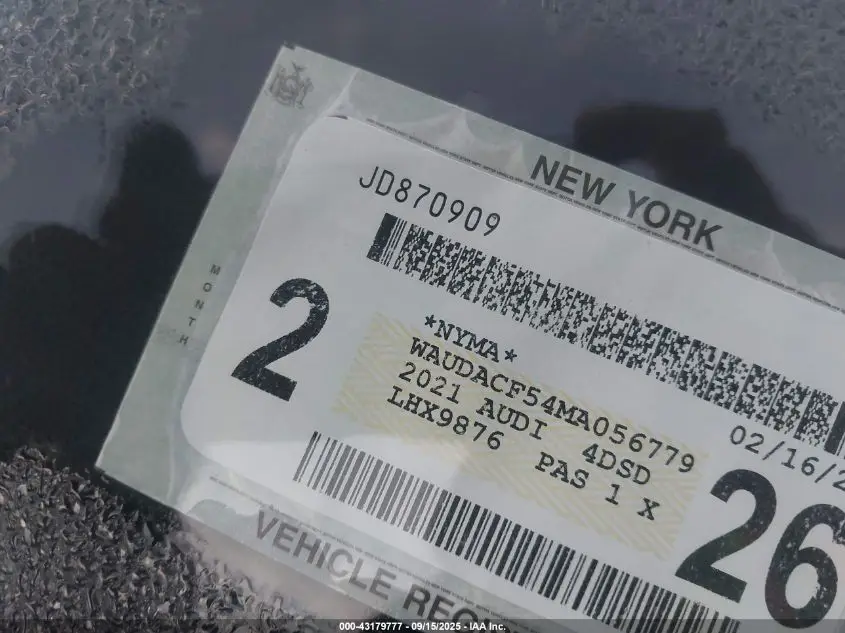 NEW YORK
JD870909
MONTH
2
*NYMA*
WAUDACF54MA056779
2021 AUDI 4DSD
LHX9876 PAS 1 X
02/16/2
26
VEHICLE REG
000-43179777 - 09/15/2025 - IAA Inc.